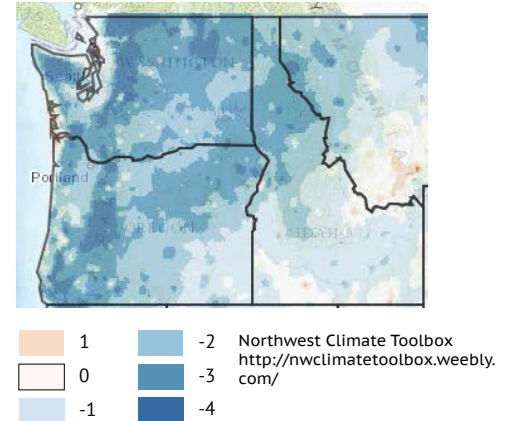 WASHINGTON
Seattle
Portland
OREGON
IDAHO
1
0
-1
-2
-3
-4
Northwest Climate Toolbox
http://nwclimatetoolbox.weebly.
com/